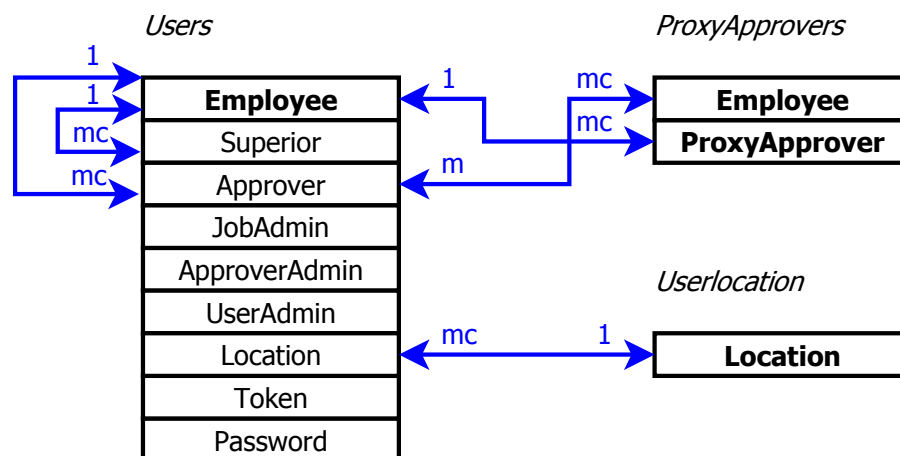 Users
ProxyApprovers
1
1
mc
mc
Employee
Superior
Approver
JobAdmin
ApproverAdmin
UserAdmin
Location
Token
Password
1
m
mc
mc
mc
Employee
ProxyApprover
Userlocation
1
Location